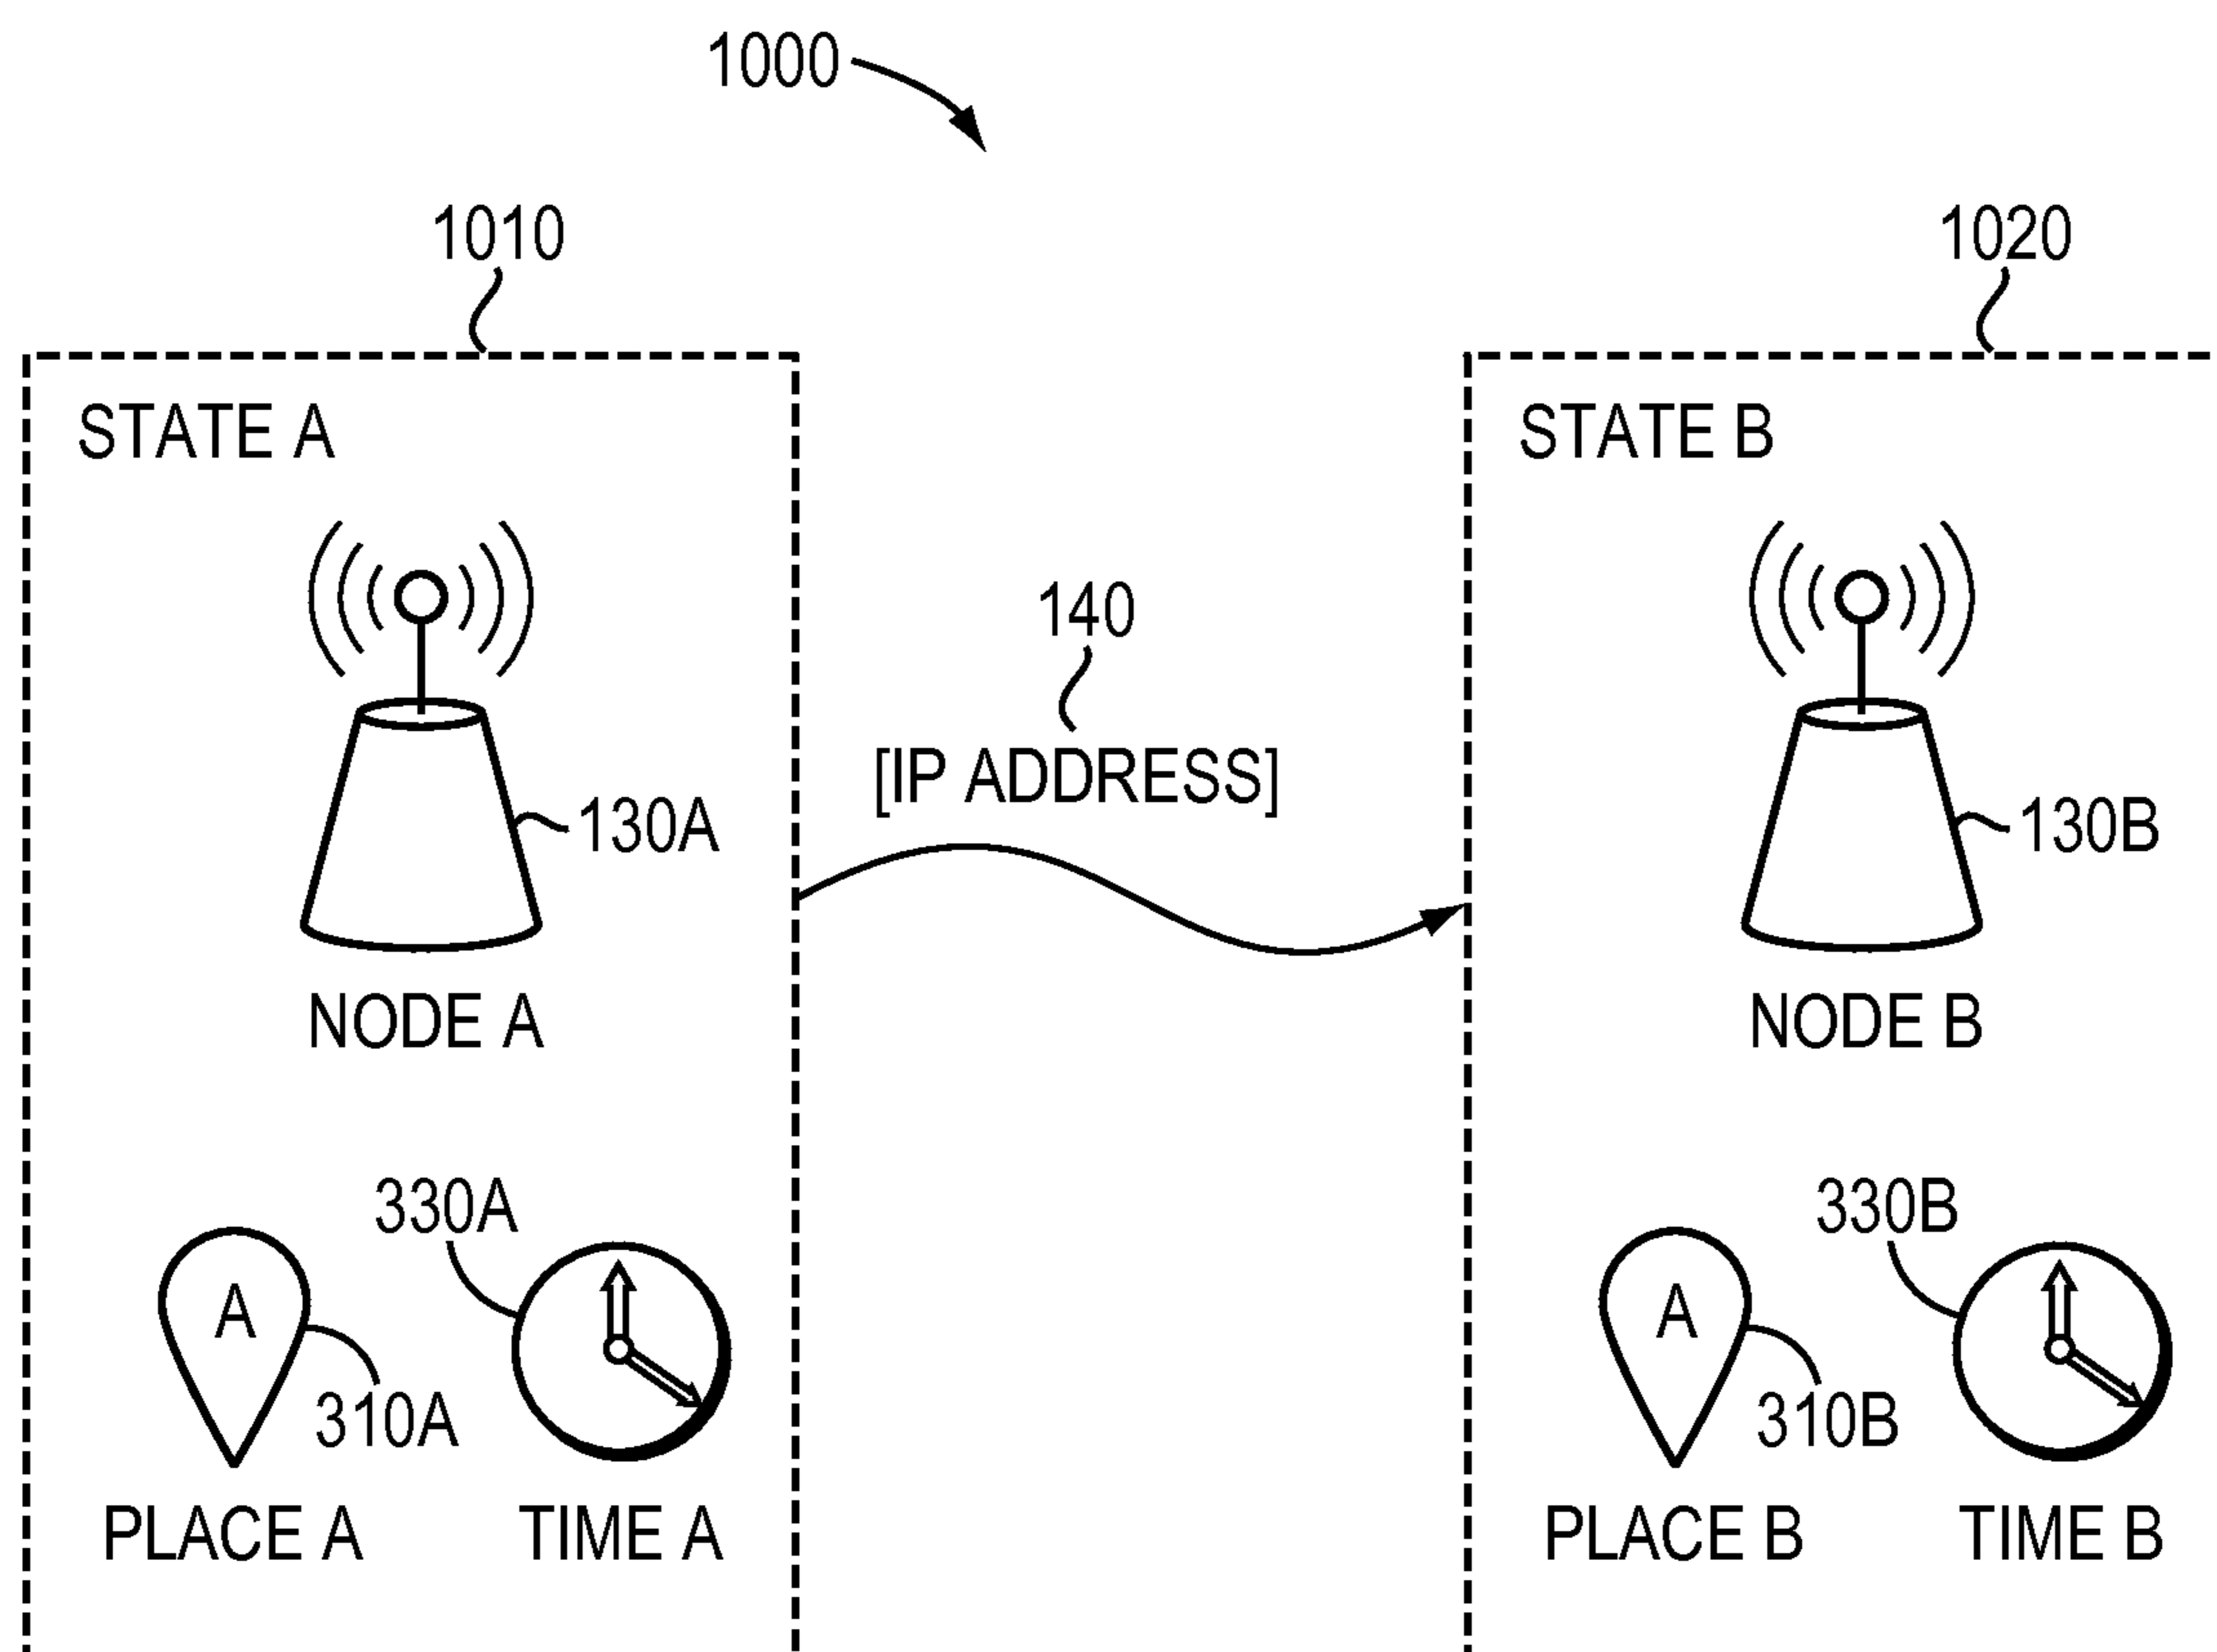 1000
1010
1020
STATE A
STATE B
140
[IP ADDRESS]
130A
130B
NODE A
NODE B
330A
330B
A
A
310A
310B
PLACE A
TIME A
PLACE B
TIME B